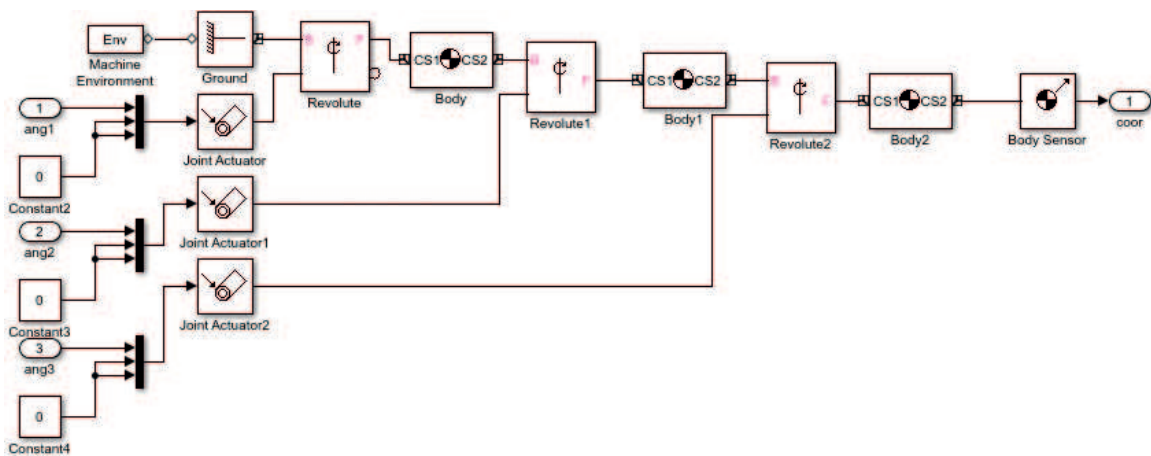 Env
Machine
Environment
Ground
B F
Revolute
CS1 CS2
Body
B F
Revolute1
CS1 CS2
Body1
B
Revolute2
CS1 CS2
Body2
Body Sensor
1
coor
1
ang1
Joint Actuator
0
Constant2
2
ang2
Joint Actuator1
0
Constant3
3
ang3
Joint Actuator2
0
Constant4